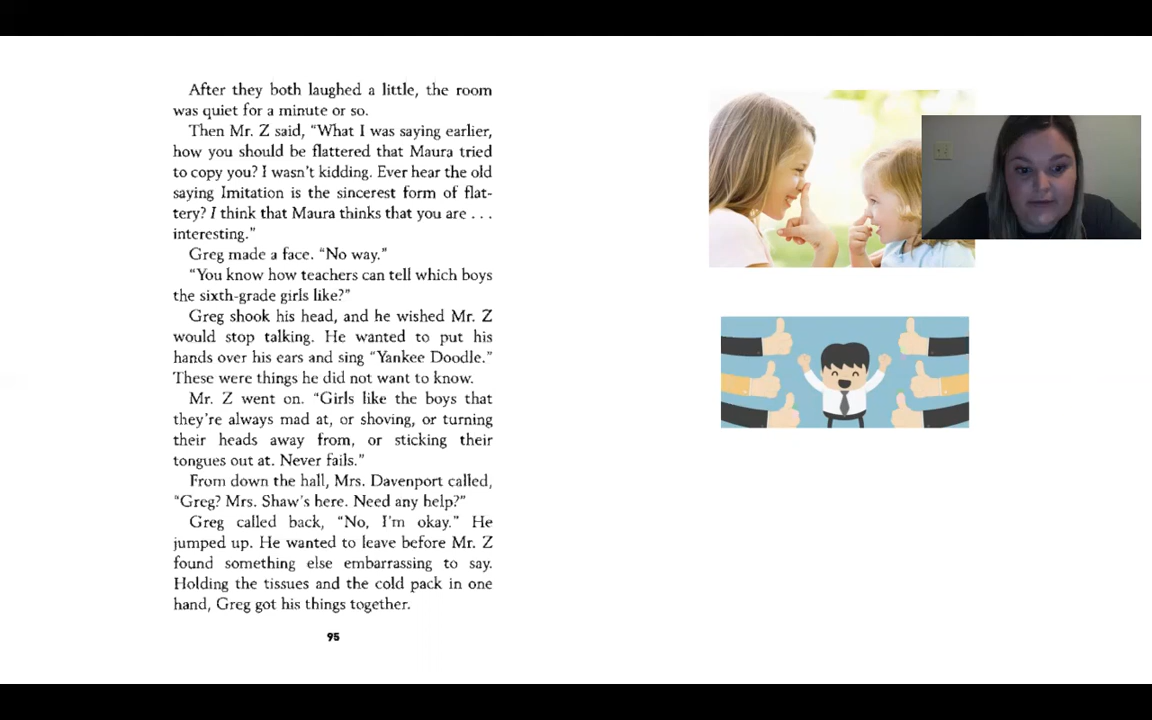 After they both laughed a little, the room
was quiet for a minute or so.
Then Mr. Z said, “What I was saying earlier,
how you should be flattered that Maura tried
to copy you? I wasn’t kidding. Ever hear the old
saying Imitation is the sincerest form of flat-
tery? I think that Maura thinks that you are . . .
interesting.”
Greg made a face. “No way.”
“You know how teachers can tell which boys
the sixth-grade girls like?”
Greg shook his head, and he wished Mr. Z
would stop talking. He wanted to put his
hands over his ears and sing “Yankee Doodle.”
These were things he did not want to know.
Mr. Z went on. “Girls like the boys that
they’re always mad at, or shoving, or turning
their heads away from, or sticking their
tongues out at. Never fails.”
From down the hall, Mrs. Davenport called,
“Greg? Mrs. Shaw’s here. Need any help?”
Greg called back, “No, I’m okay.” He
jumped up. He wanted to leave before Mr. Z
found something else embarrassing to say.
Holding the tissues and the cold pack in one
hand, Greg got his things together.
95